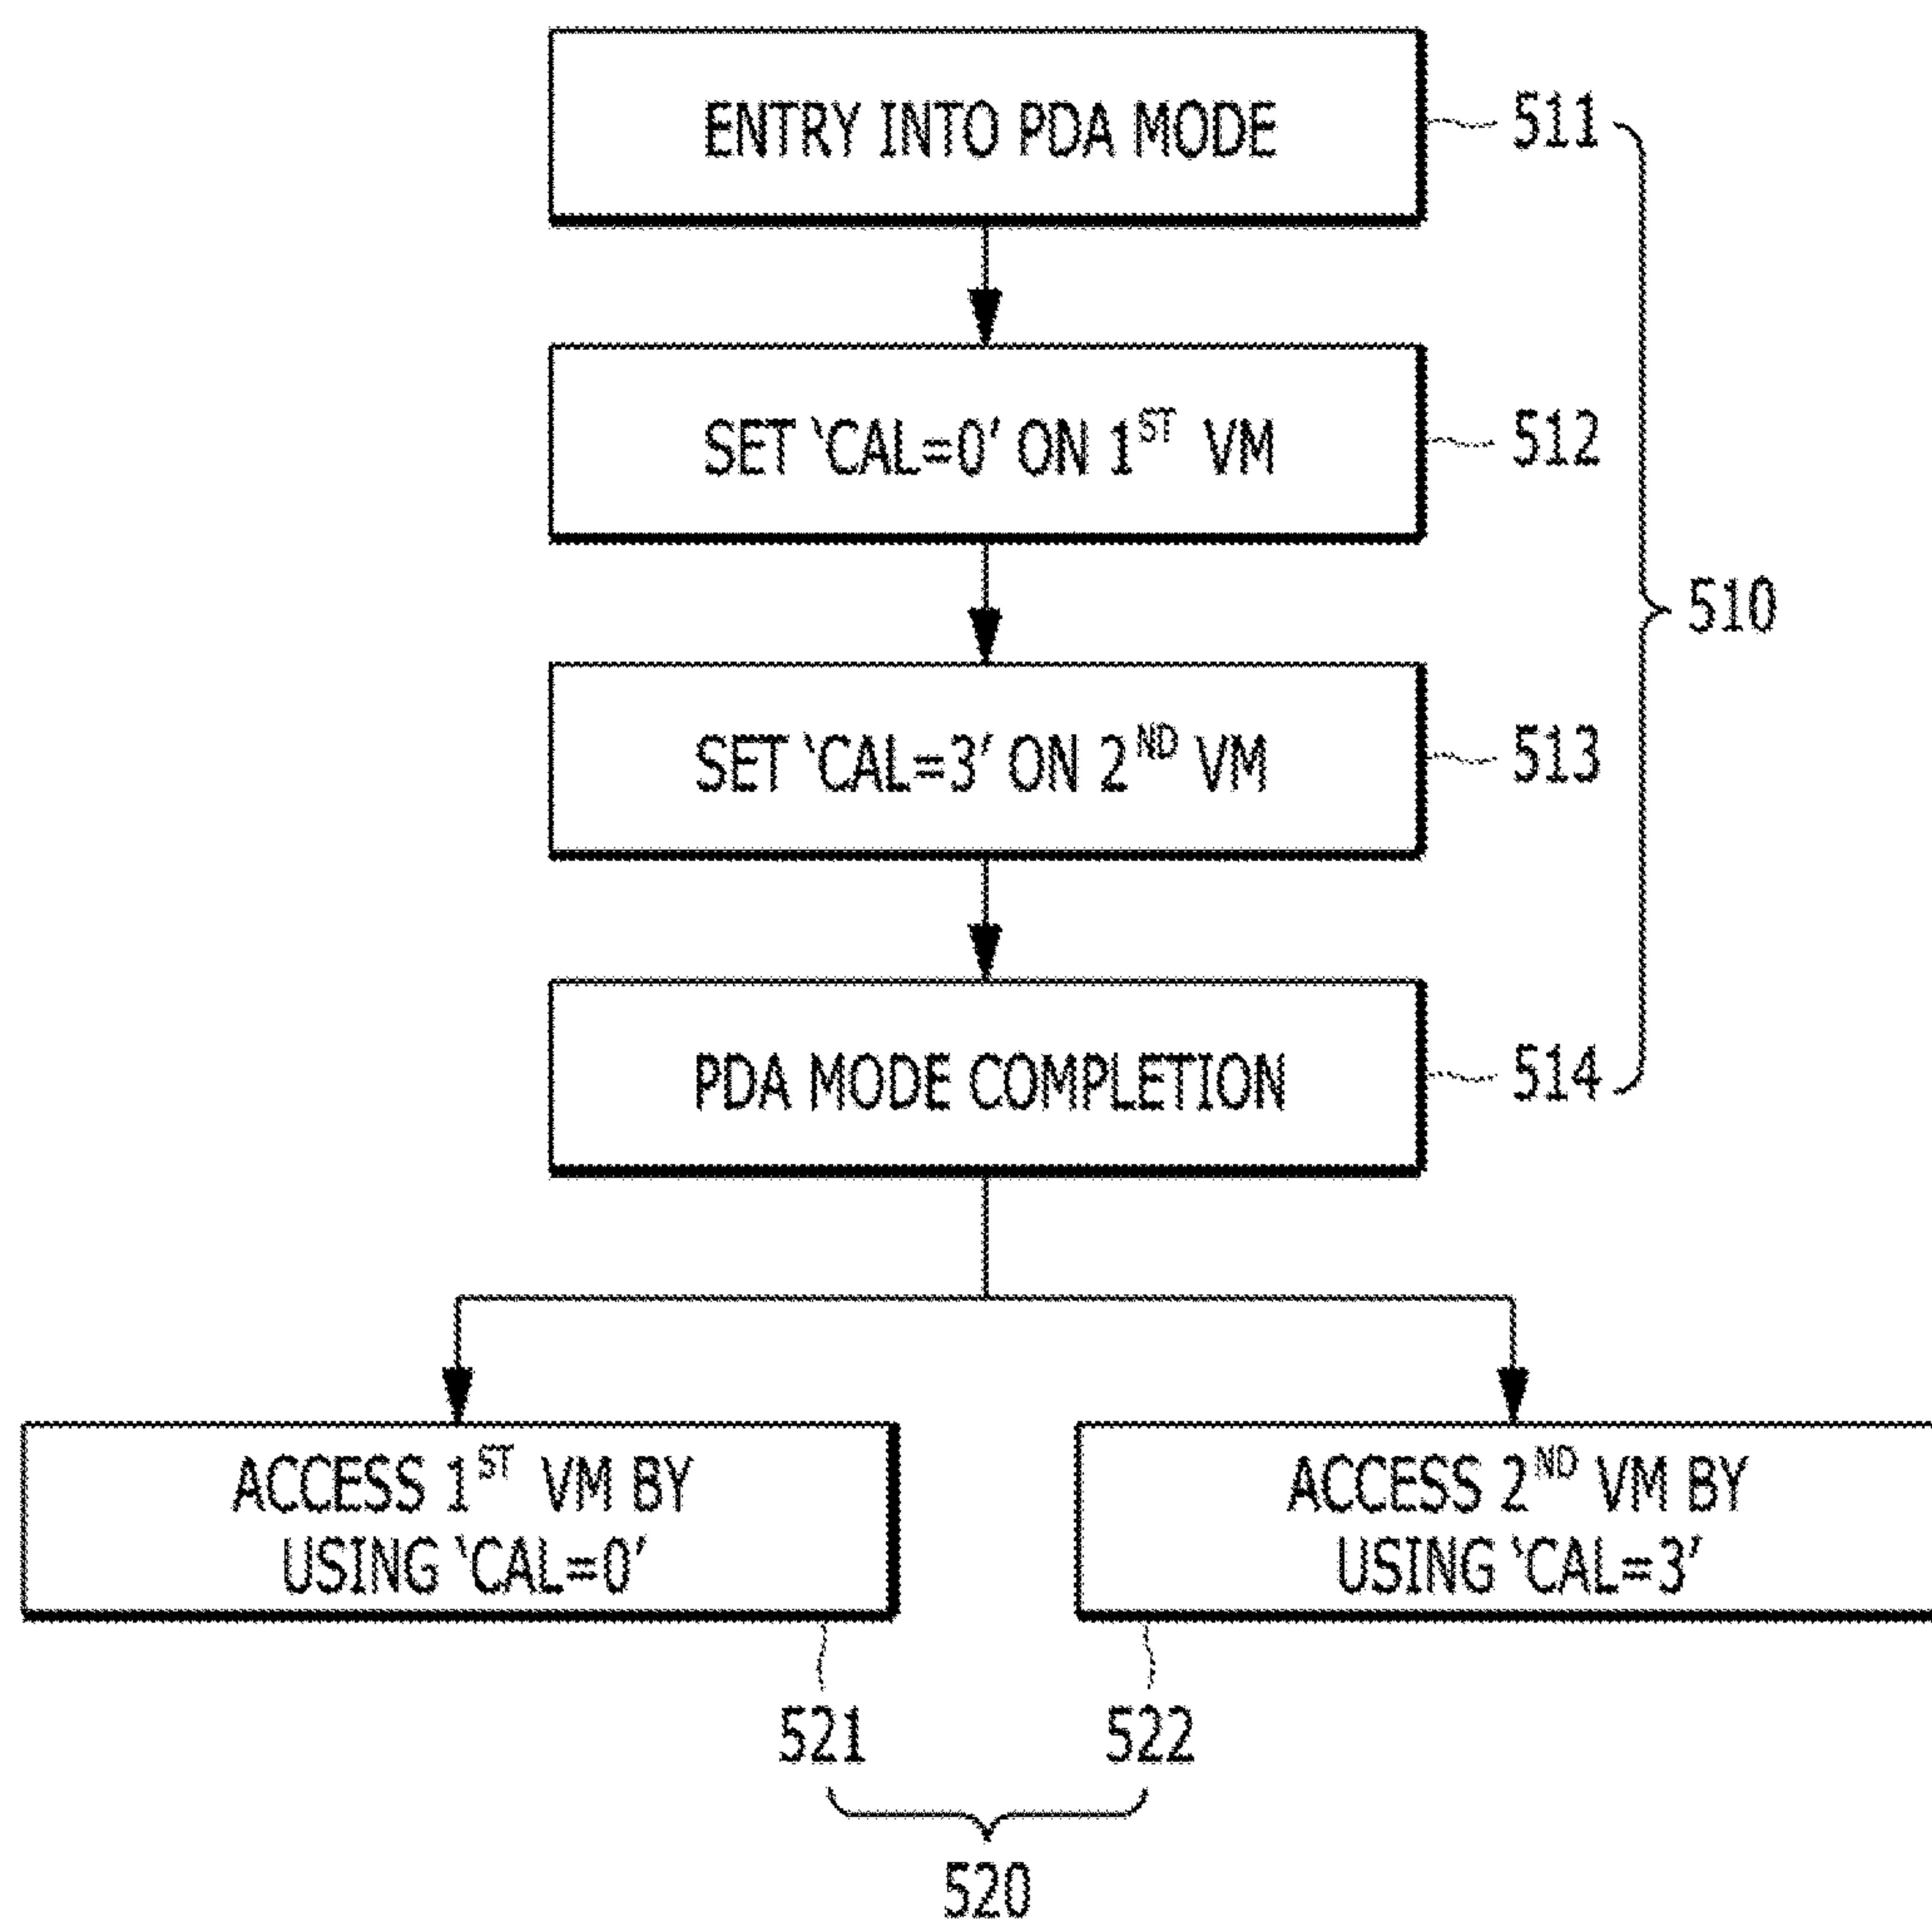 ENTRY INTO PDA MODE
511
SET ‘CAL=0’ ON 1ST VM
512
510
SET ‘CAL=3’ ON 2ND VM
513
PDA MODE COMPLETION
514
ACCESS 1ST VM BY
USING ‘CAL=0’
ACCESS 2ND VM BY
USING ‘CAL=3’
521
522
520